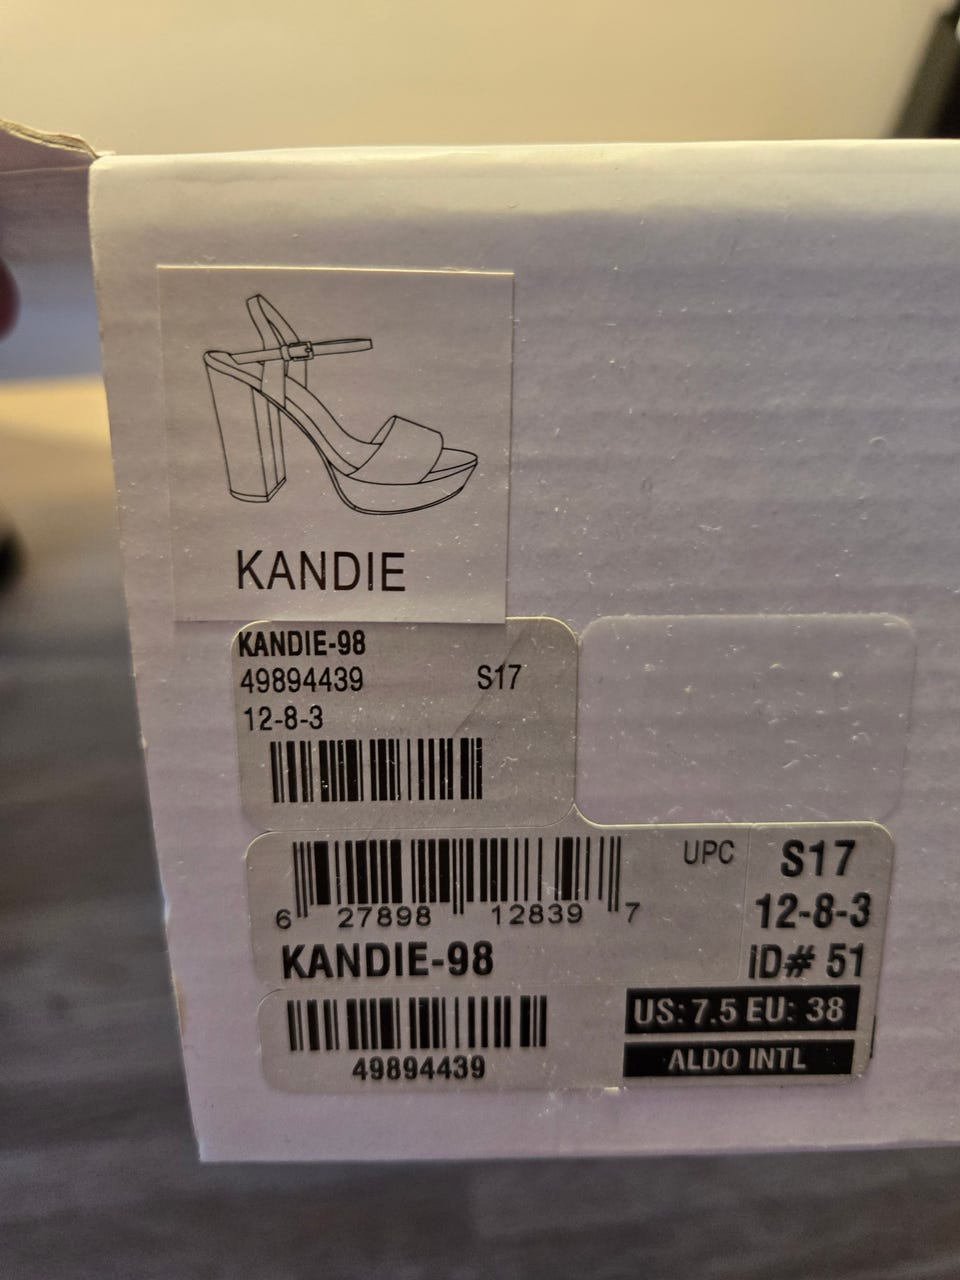 KANDIE
KANDIE-98
49894439 S17
12-8-3
UPC
6 27898 12839 7
KANDIE-98
49894439
S17
12-8-3
ID# 51
US: 7.5 EU: 38
ALDO INTL